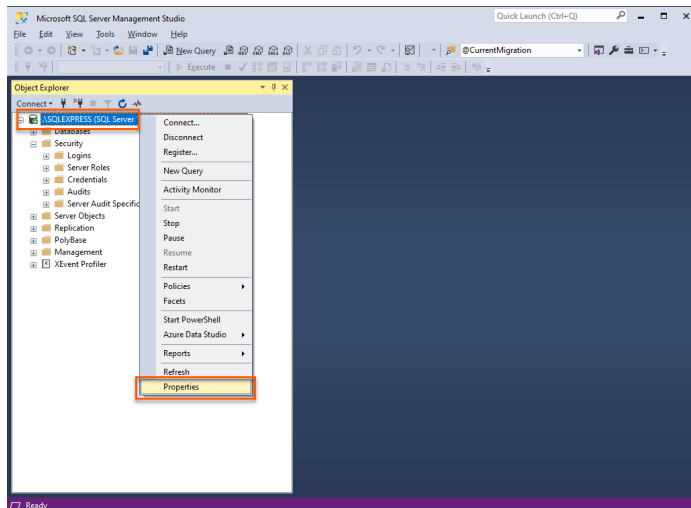 Microsoft SQL Server Management Studio
Quick Launch (Ctrl+Q)
File Edit View Tools Window Help
New Query
@CurrentMigration
Execute
Object Explorer
Connect
.\SQLEXPRESS (SQL Server
Databases
Security
Logins
Server Roles
Credentials
Audits
Server Audit Specific
Server Objects
Replication
PolyBase
Management
XEvent Profiler
Connect...
Disconnect
Register...
New Query
Activity Monitor
Start
Stop
Pause
Resume
Restart
Policies
Facets
Start PowerShell
Azure Data Studio
Reports
Refresh
Properties
Ready